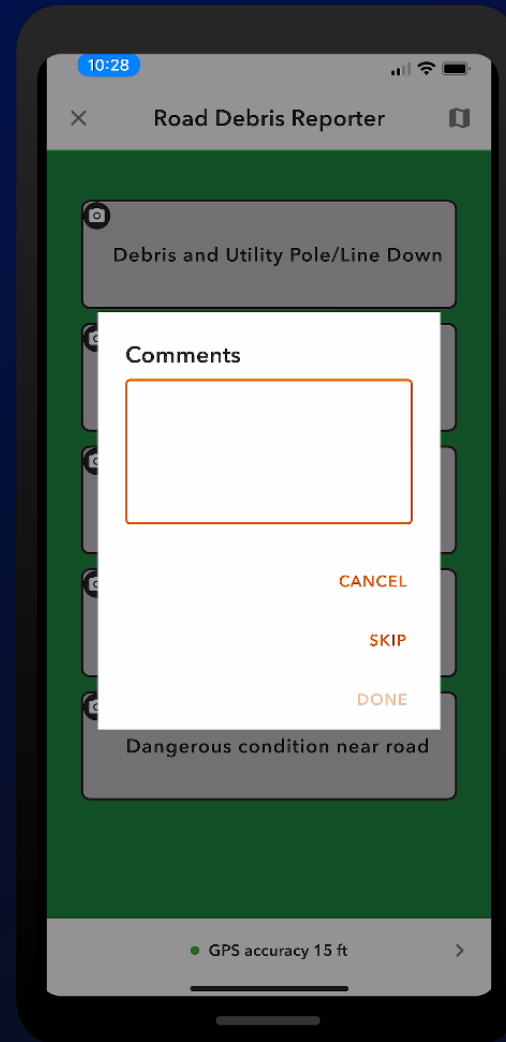 10:28
Road Debris Reporter
Debris and Utility Pole/Line Down
Comments
CANCEL
SKIP
DONE
Dangerous condition near road
GPS accuracy 15 ft